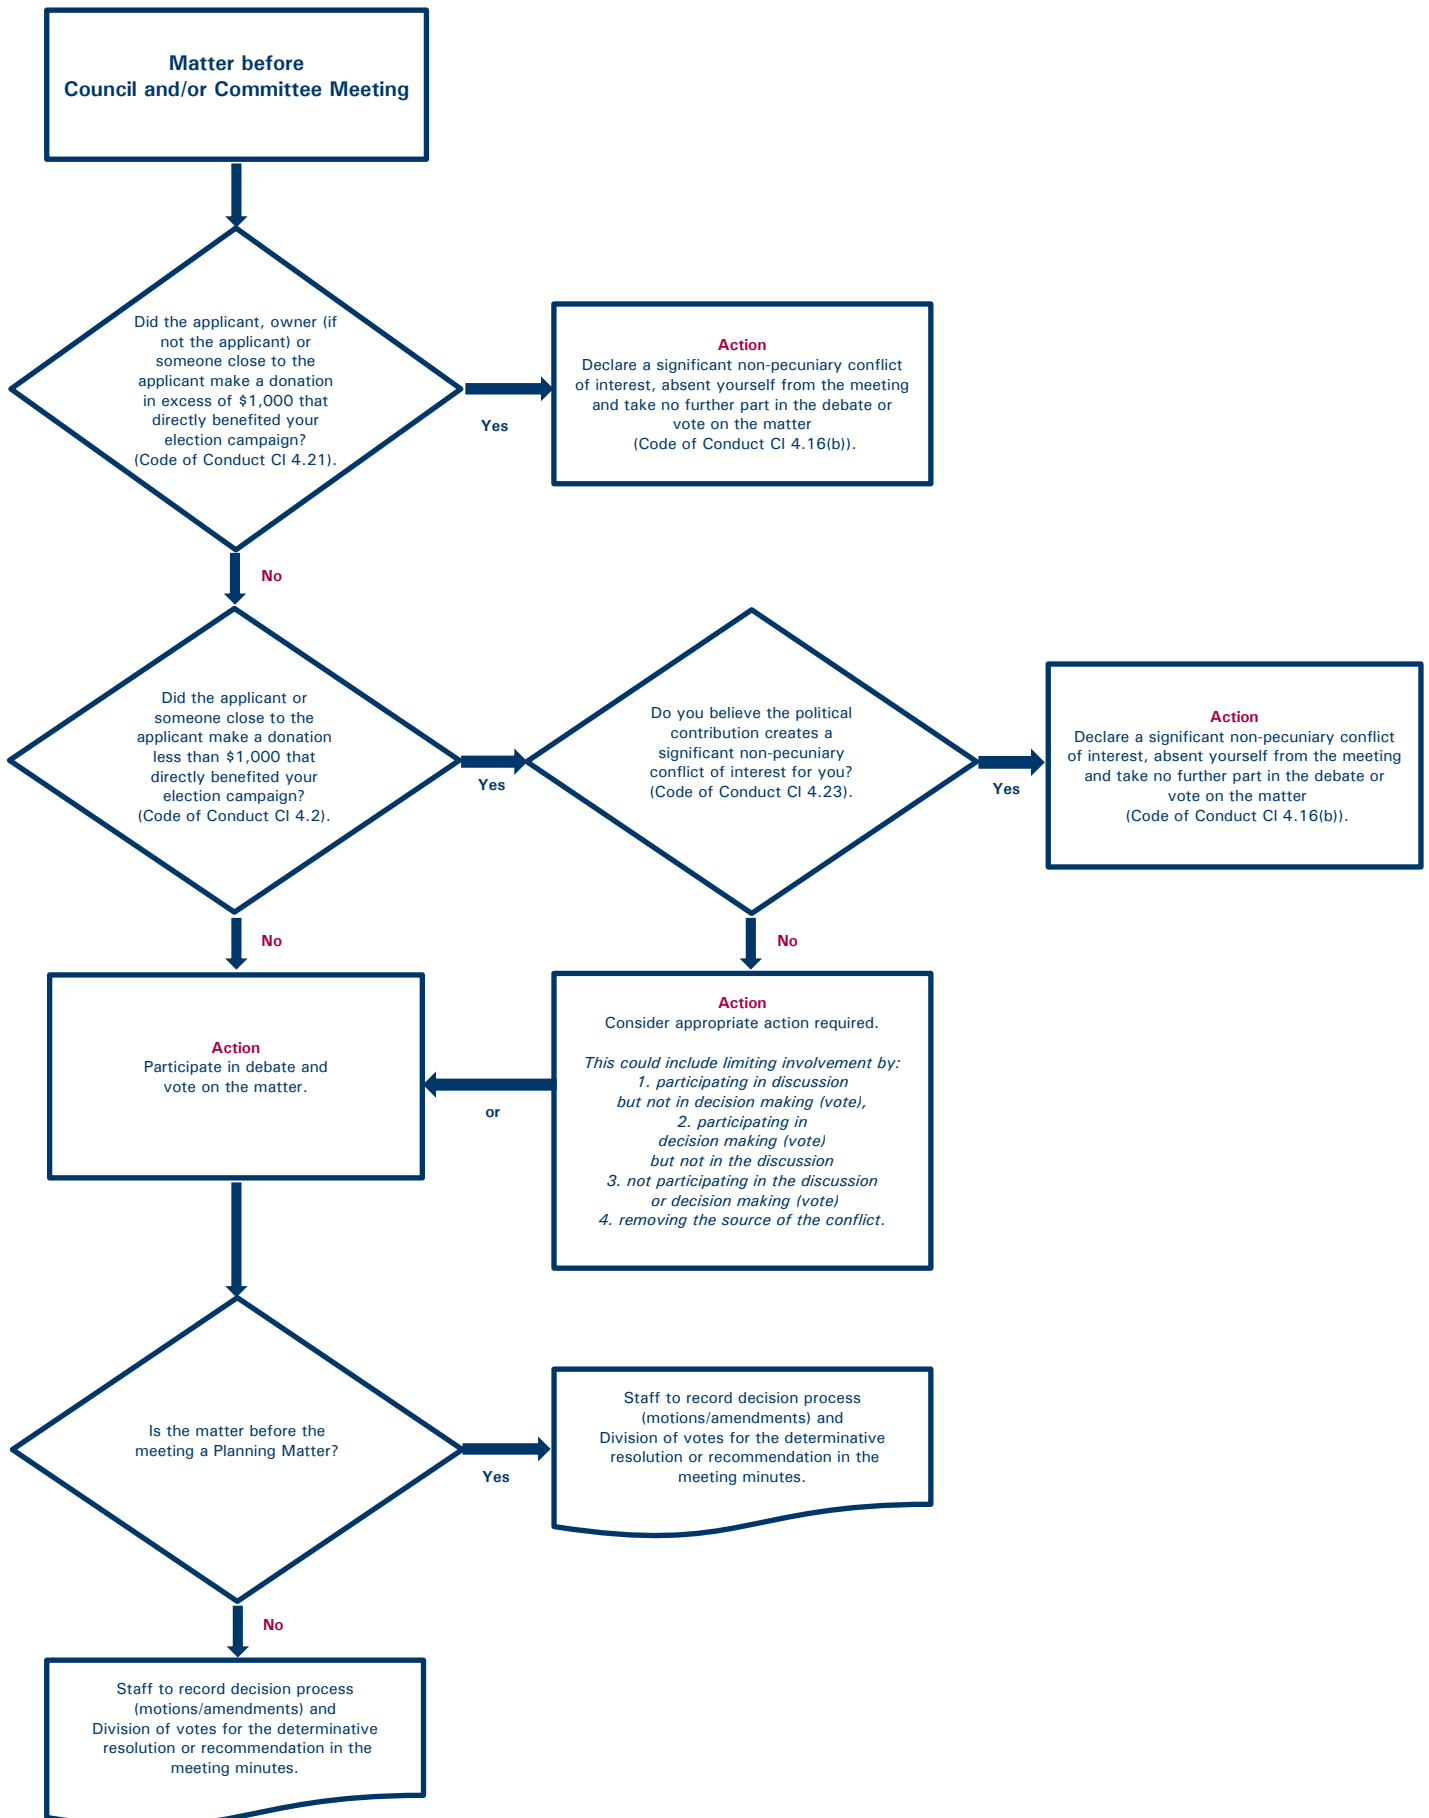 Matter before
Council and/or Committee Meeting
Did the applicant, owner (if
not the applicant) or
someone close to the
applicant make a donation
in excess of $1,000 that
directly benefited your
election campaign?
(Code of Conduct Cl 4.21).
Yes
Action
Declare a significant non-pecuniary conflict
of interest, absent yourself from the meeting
and take no further part in the debate or
vote on the matter
(Code of Conduct Cl 4.16(b)).
No
Did the applicant or
someone close to the
applicant make a donation
less than $1,000 that
directly benefited your
election campaign?
(Code of Conduct Cl 4.2).
Yes
Do you believe the political
contribution creates a
significant non-pecuniary
conflict of interest for you?
(Code of Conduct Cl 4.23).
Yes
Action
Declare a significant non-pecuniary conflict
of interest, absent yourself from the meeting
and take no further part in the debate or
vote on the matter
(Code of Conduct Cl 4.16(b)).
No
No
Action
Participate in debate and
vote on the matter.
or
Action
Consider appropriate action required.
This could include limiting involvement by:
1. participating in discussion
but not in decision making (vote),
2. participating in
decision making (vote)
but not in the discussion
3. not participating in the discussion
or decision making (vote)
4. removing the source of the conflict.
Is the matter before the
meeting a Planning Matter?
Yes
Staff to record decision process
(motions/amendments) and
Division of votes for the determinative
resolution or recommendation in the
meeting minutes.
No
Staff to record decision process
(motions/amendments) and
Division of votes for the determinative
resolution or recommendation in the
meeting minutes.